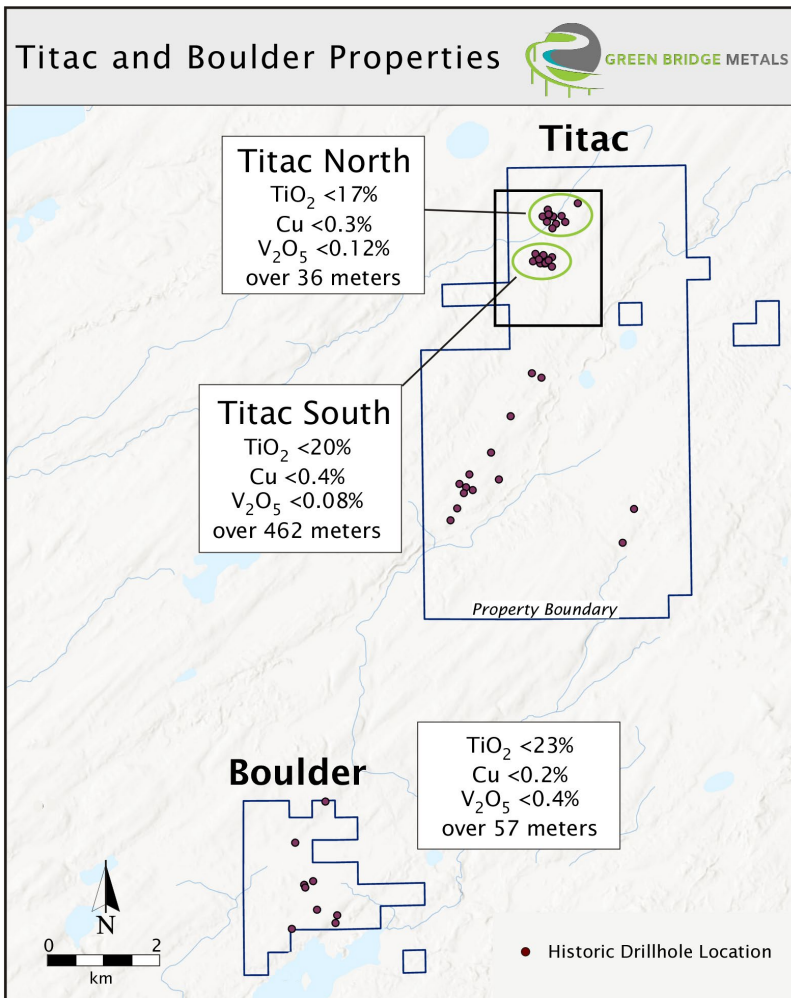 Titac and Boulder Properties
GREEN BRIDGE METALS
Titac
Titac North
TiO₂ <17%
Cu <0.3%
V₂O₅ <0.12%
over 36 meters
Titac South
TiO₂ <20%
Cu <0.4%
V₂O₅ <0.08%
over 462 meters
Property Boundary
Boulder
TiO₂ <23%
Cu <0.2%
V₂O₅ <0.4%
over 57 meters
N
0 2
km
Historic Drillhole Location